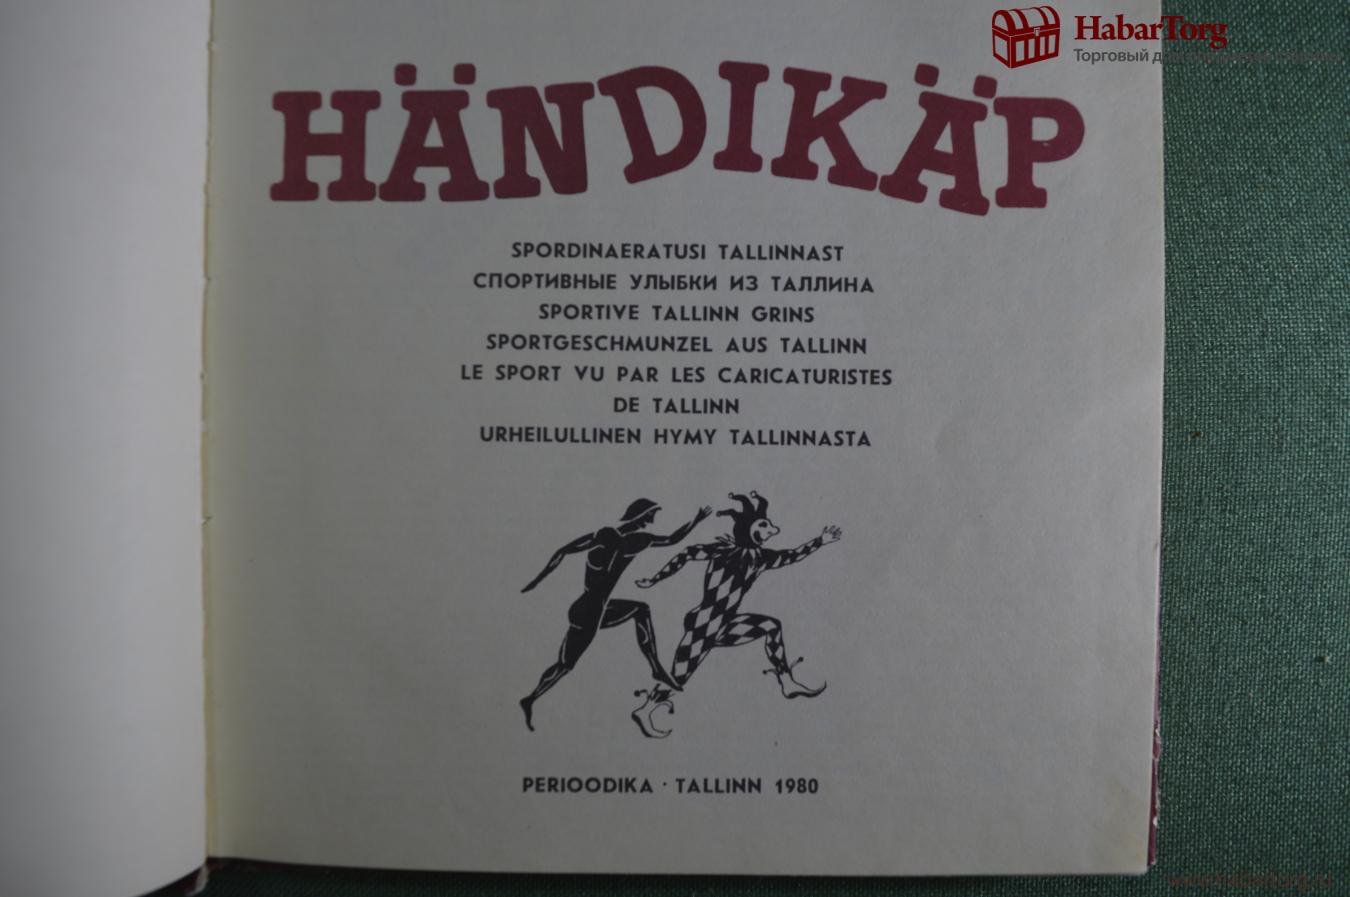 HabarTorg
Торговый
HÄNDIKÄP
SPORDINAERATUSI TALLINNAST
СПОРТИВНЫЕ УЛЫБКИ ИЗ ТАЛЛИНА
SPORTIVE TALLINN GRINS
SPORTGESCHMUNZEL AUS TALLINN
LE SPORT VU PAR LES CARICATURISTES
DE TALLINN
URHEILULLINEN HYMY TALLINNASTA
PERIOODIKA · TALLINN 1980